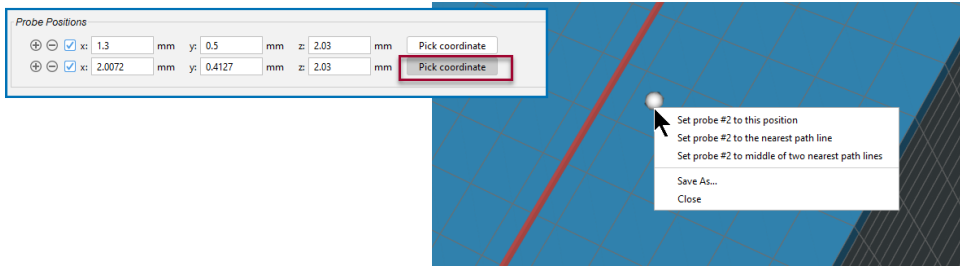 Probe Positions
x: 1.3 mm y: 0.5 mm z: 2.03 mm Pick coordinate
x: 2.0072 mm y: 0.4127 mm z: 2.03 mm Pick coordinate
Set probe #2 to this position
Set probe #2 to the nearest path line
Set probe #2 to middle of two nearest path lines
Save As...
Close